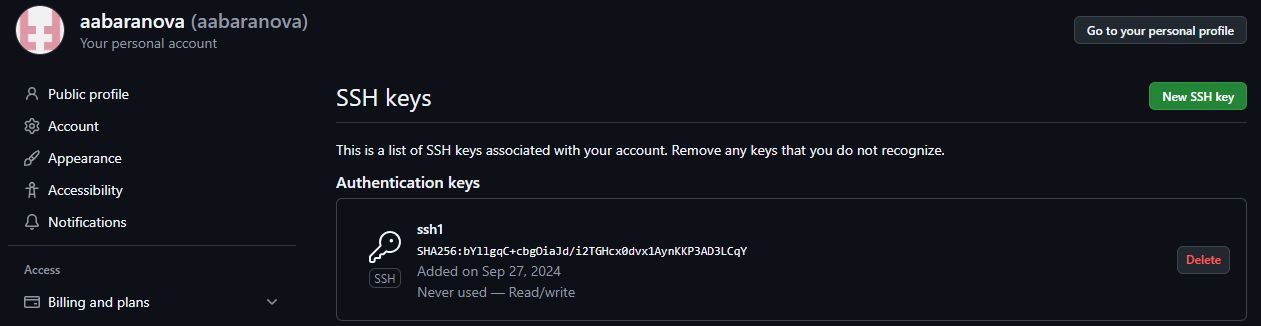 aabaranova (aabaranova)
Your personal account
Go to your personal profile
Public profile
Account
Appearance
Accessibility
Notifications
Access
Billing and plans
SSH keys
New SSH key
This is a list of SSH keys associated with your account. Remove any keys that you do not recognize.
Authentication keys
ssh1
SHA256:bYllgqC+cbgOiaJd/i2TGHcx0dvx1AynKKP3AD3LCqY
Added on Sep 27, 2024
Never used — Read/write
SSH
Delete